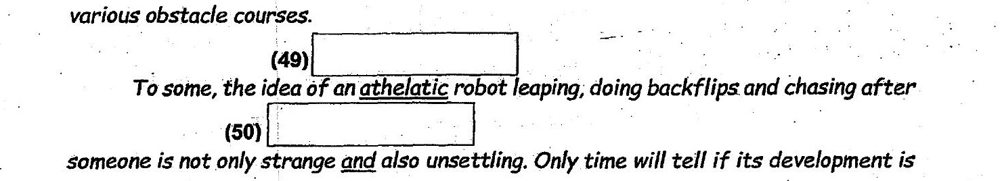 various obstacle courses.
(49)
To some, the idea of an athelatic robot leaping, doing backflips and chasing after
(50)
someone is not only strange and also unsettling. Only time will tell if its development is